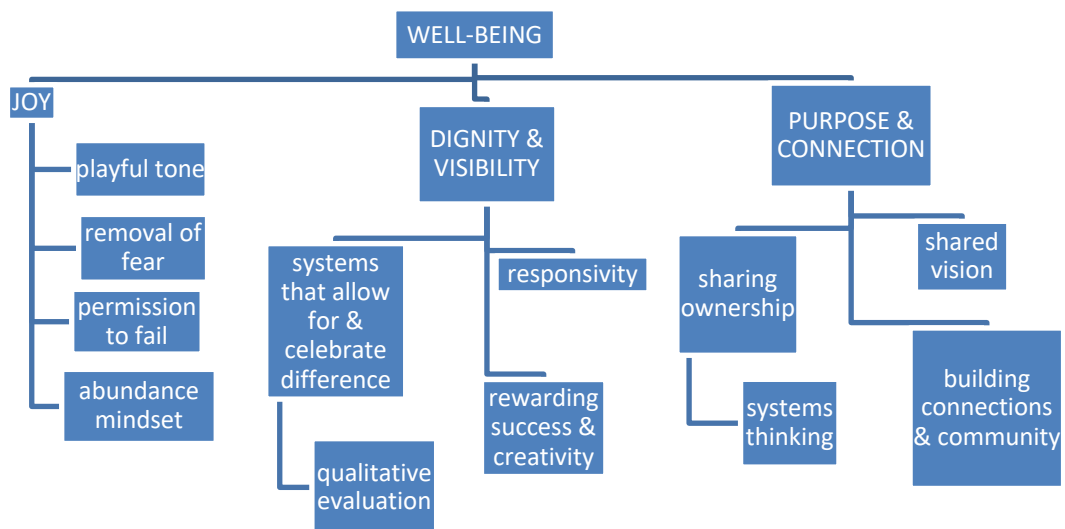 WELL-BEING
JOY
playful tone
removal of
fear
permission
to fail
abundance
mindset
DIGNITY &
VISIBILITY
systems
that allow
for &
celebrate
difference
qualitative
evaluation
responsivity
rewarding
success &
creativity
PURPOSE &
CONNECTION
sharing
ownership
systems
thinking
shared
vision
building
connections
& community